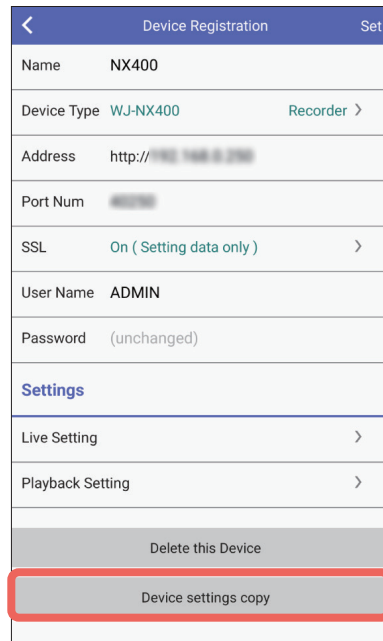 Device Registration Set
Name NX400
Device Type WJ-NX400 Recorder
Address http://
Port Num
SSL On ( Setting data only )
User Name ADMIN
Password (unchanged)
Settings
Live Setting
Playback Setting
Delete this Device
Device settings copy